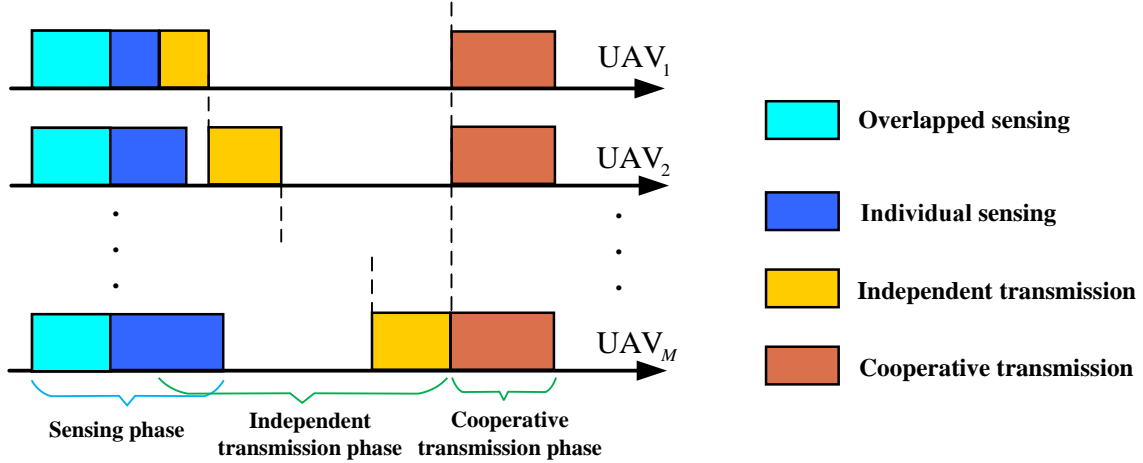 UAV1
Overlapped sensing
UAV2
Individual sensing
Independent transmission
UAVM
Cooperative transmission
Sensing phase
Independent
transmission phase
Cooperative
transmission phase